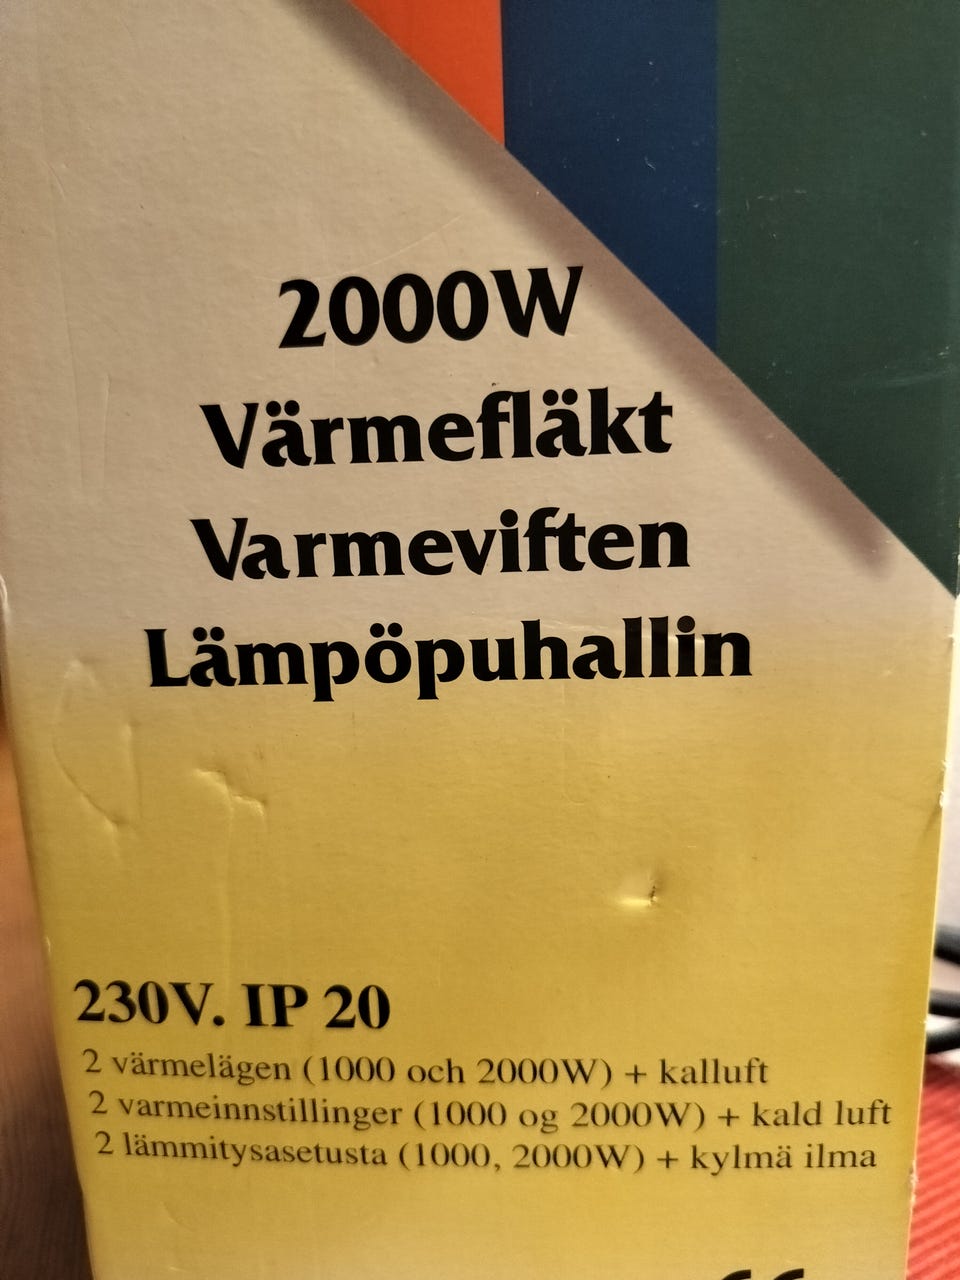 2000W
Värmefläkt
Varmeviften
Lämpöpuhallin
230V. IP 20
2 värmelägen (1000 och 2000W) + kalluft
2 varmeinnstillinger (1000 og 2000W) + kald luft
2 lämmitysasetusta (1000, 2000W) + kylmä ilma